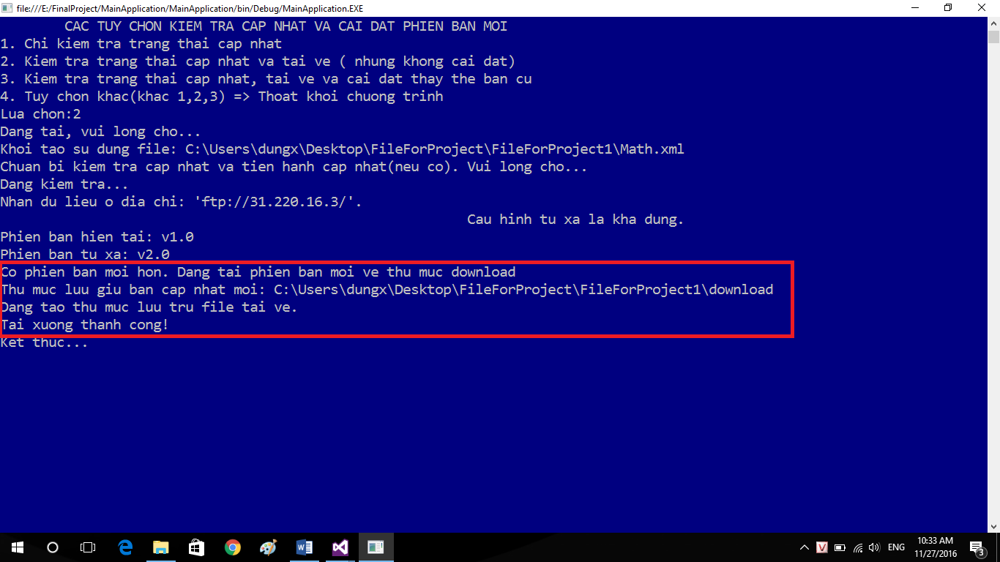 file:///E:/FinalProject/MainApplication/MainApplication/bin/Debug/MainApplication.EXE
CAC TUY CHON KIEM TRA CAP NHAT VA CAI DAT PHIEN BAN MOI
1. Chi kiem tra trang thai cap nhat
2. Kiem tra trang thai cap nhat va tai ve ( nhung khong cai dat)
3. Kiem tra trang thai cap nhat, tai ve va cai dat thay the ban cu
4. Tuy chon khac(khac 1,2,3) => Thoat khoi chuong trinh
Lua chon:2
Dang tai, vui long cho...
Khoi tao su dung file: C:\Users\dungx\Desktop\FileForProject\FileForProject1\Math.xml
Chuan bi kiem tra cap nhat va tien hanh cap nhat(neu co). Vui long cho...
Dang kiem tra...
Nhan du lieu o dia chi: 'ftp://31.220.16.3/'.
Cau hinh tu xa la kha dung.
Phien ban hien tai: v1.0
Phien ban tu xa: v2.0
Co phien ban moi hon. Dang tai phien ban moi ve thu muc download
Thu muc luu giu ban cap nhat moi: C:\Users\dungx\Desktop\FileForProject\FileForProject1\download
Dang tao thu muc luu tru file tai ve.
Tai xuong thanh cong!
Ket thuc...
ENG
10:33 AM
11/27/2016
3